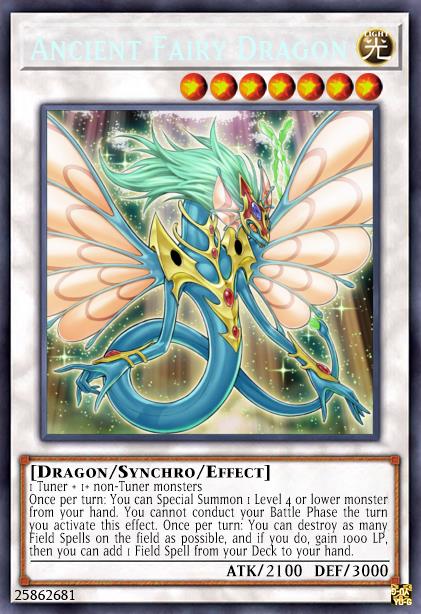 Ancient Fairy Dragon
LIGHT
光
[Dragon/Synchro/Effect]
1 Tuner + 1+ non-Tuner monsters
Once per turn: You can Special Summon 1 Level 4 or lower monster
from your hand. You cannot conduct your Battle Phase the turn
you activate this effect. Once per turn: You can destroy as many
Field Spells on the field as possible, and if you do, gain 1000 LP,
then you can add 1 Field Spell from your Deck to your hand.
ATK/2100 DEF/3000
25862681